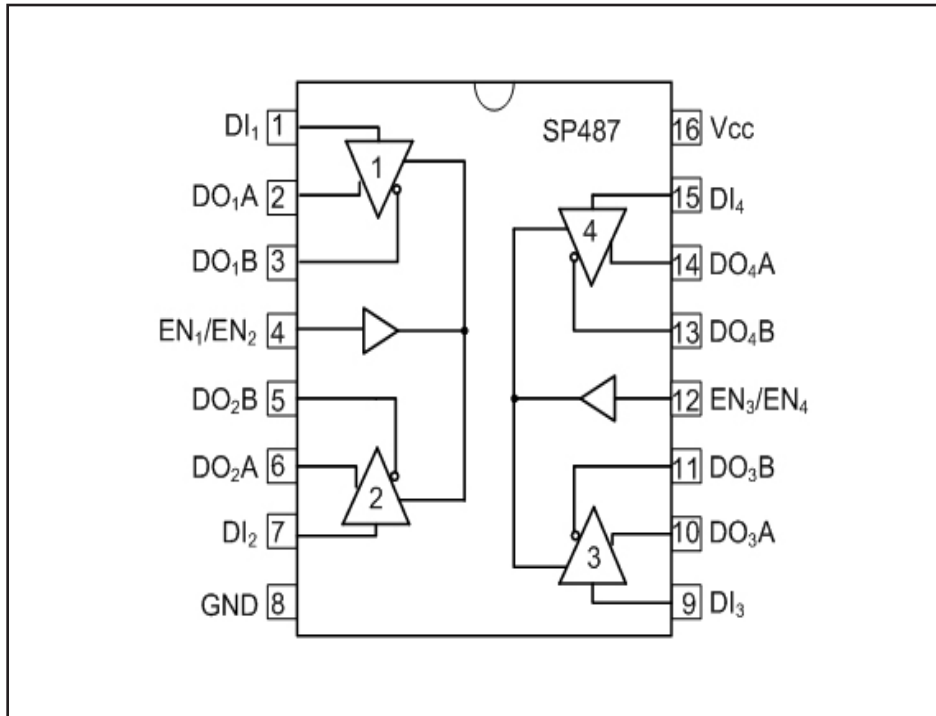 SP487
DI₁ 1
DO₁A 2
DO₁B 3
EN₁/EN₂ 4
DO₂B 5
DO₂A 6
DI₂ 7
GND 8
1
2
16 Vcc
15 DI₄
14 DO₄A
13 DO₄B
12 EN₃/EN₄
11 DO₃B
10 DO₃A
9 DI₃
4
3